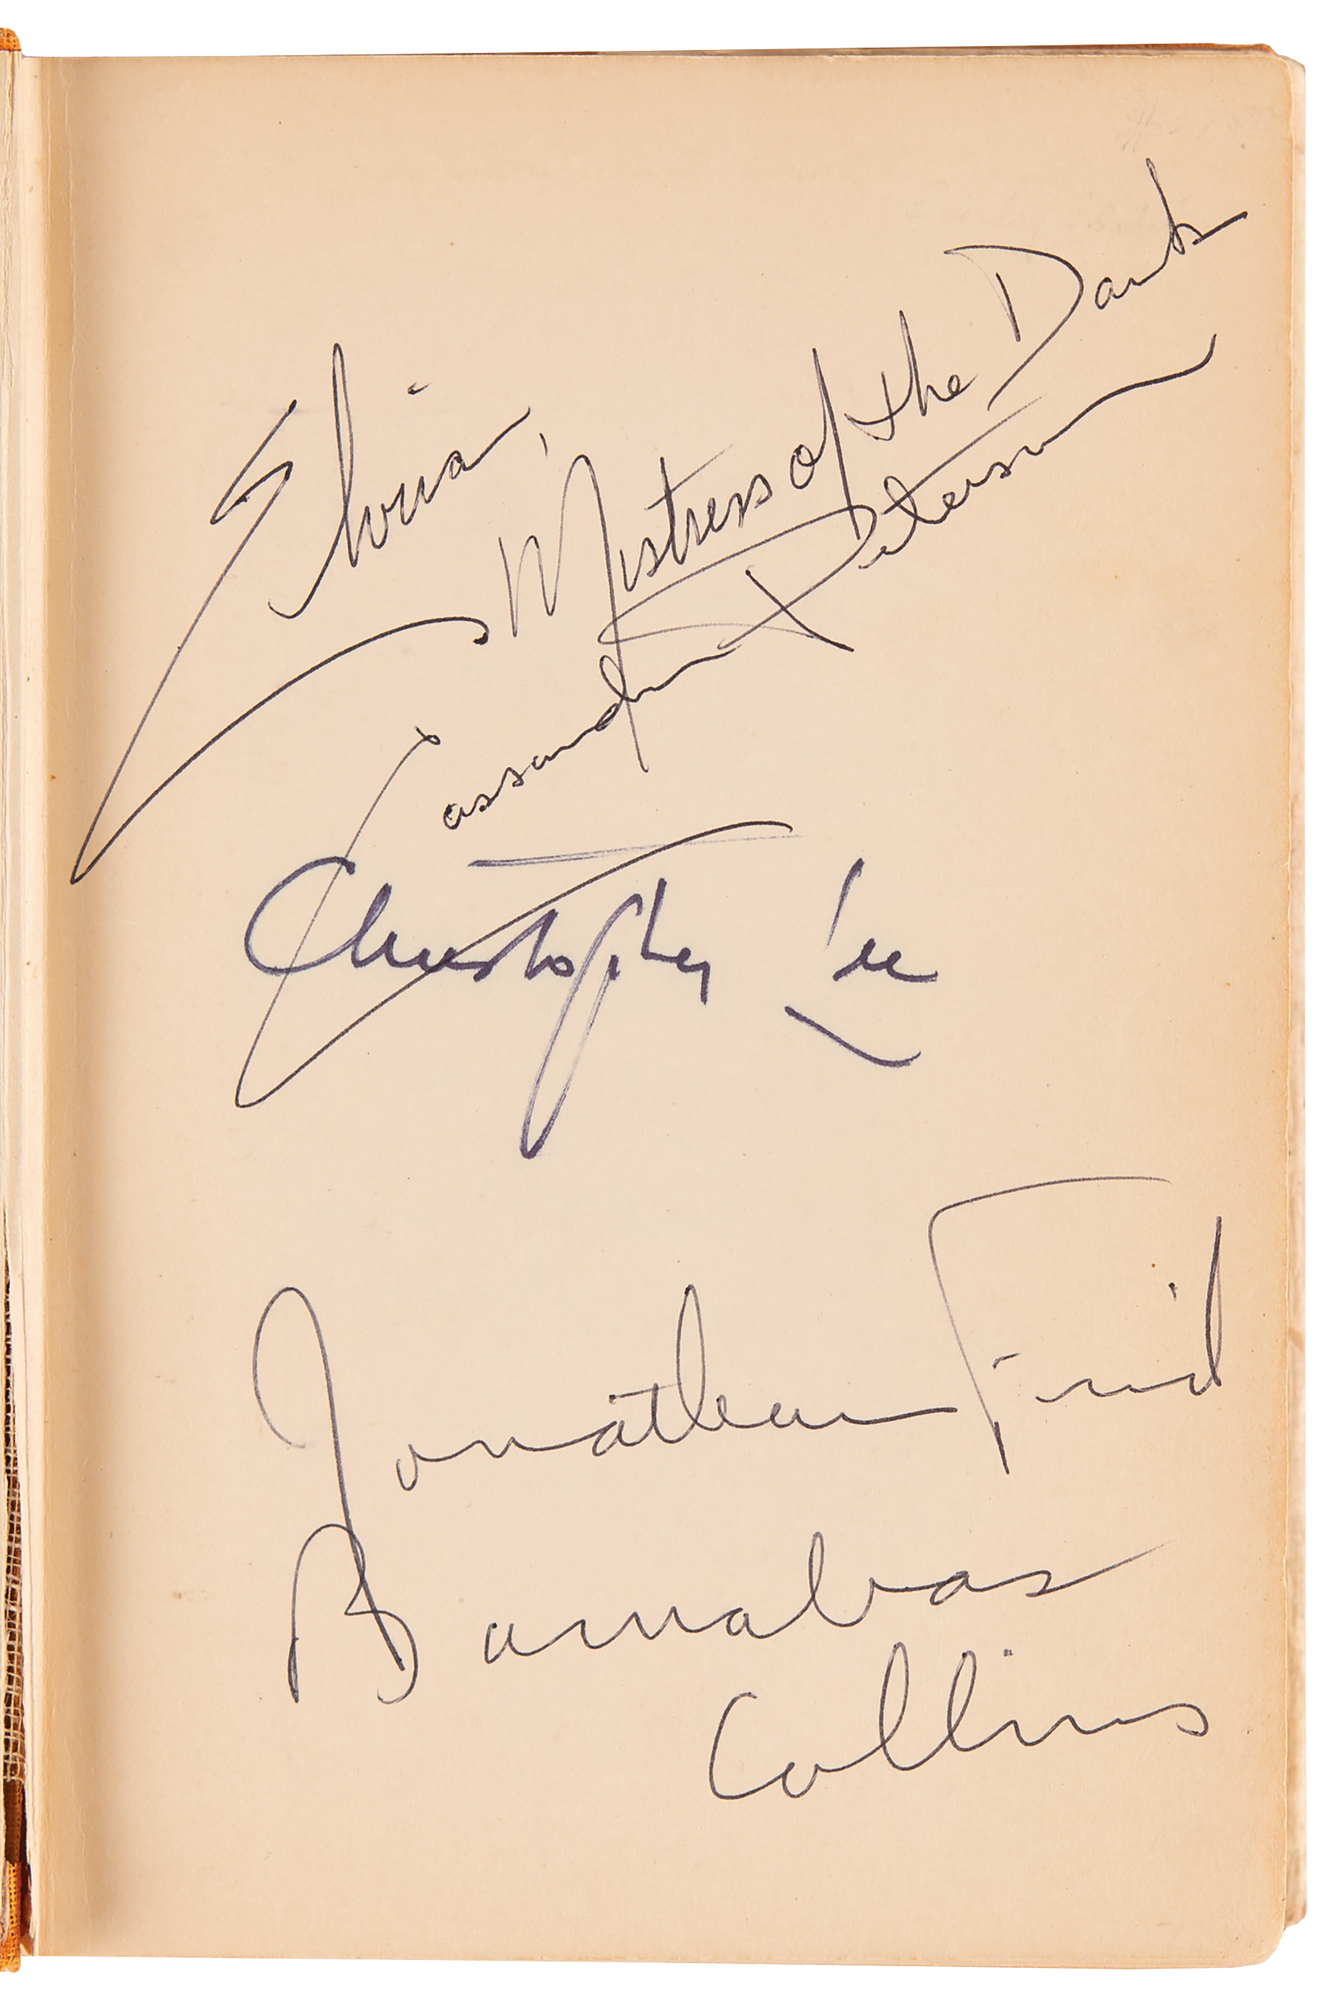 Elvira, Mistress of the Dark
Cassandra Peterson
Christopher Lee
Jonathan Frid
Barnabas
Collins